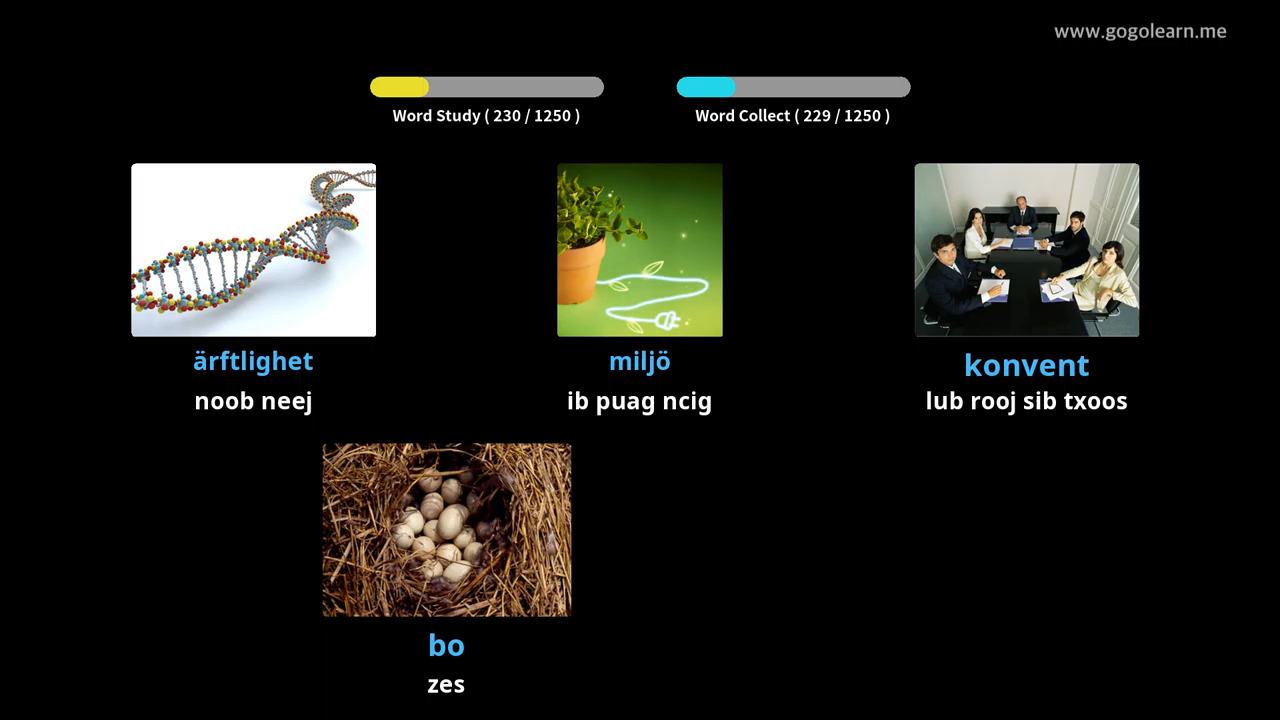 www.gogolearn.me
Word Study ( 230 / 1250 )
Word Collect ( 229 / 1250 )
ärftlighet
noob neej
miljö
ib puag ncig
konvent
lub rooj sib txoos
bo
zes